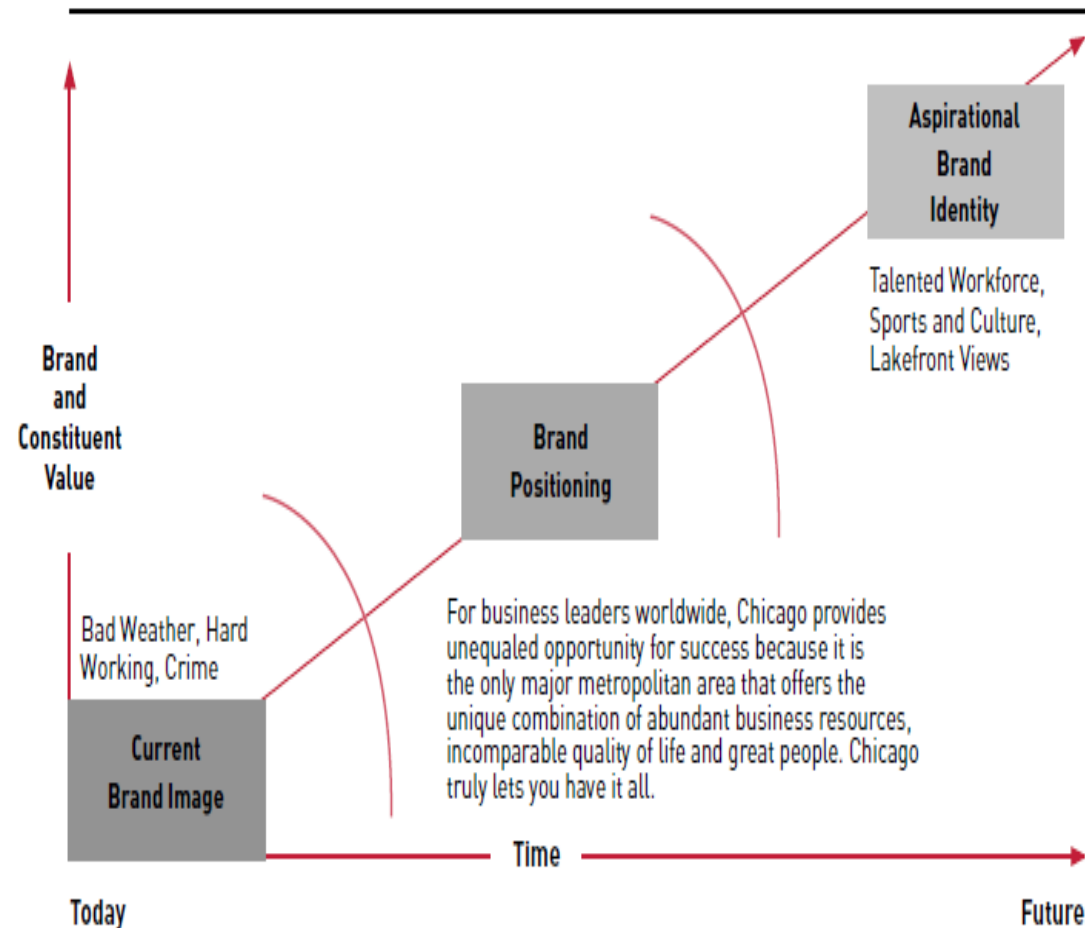 Aspirational
Brand
Identity
Talented Workforce,
Sports and Culture,
Lakefront Views
Brand
and
Constituent
Value
Brand
Positioning
Bad Weather, Hard
Working, Crime
For business leaders worldwide, Chicago provides
unequaled opportunity for success because it is
the only major metropolitan area that offers the
unique combination of abundant business resources,
incomparable quality of life and great people. Chicago
truly lets you have it all.
Current
Brand Image
Time
Today
Future